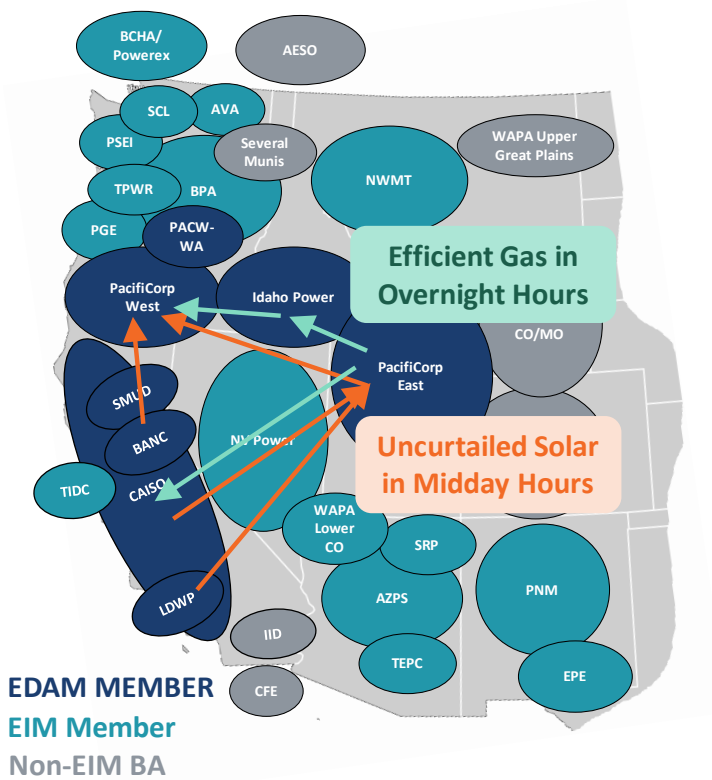 BCHA/
Powerex
AESO
SCL
AVA
PSEI
Several
Munis
WAPA Upper
Great Plains
TPWR
BPA
NWMT
PGE
PACW-
WA
Efficient Gas in
Overnight Hours
PacifiCorp
West
Idaho Power
CO/MO
PacifiCorp
East
SMUD
BANC
NV Power
Uncurtailed Solar
in Midday Hours
TIDC
CAISO
WAPA
Lower
CO
SRP
LDWP
AZPS
PNM
IID
TEPC
EPE
CFE
EDAM MEMBER
EIM Member
Non-EIM BA